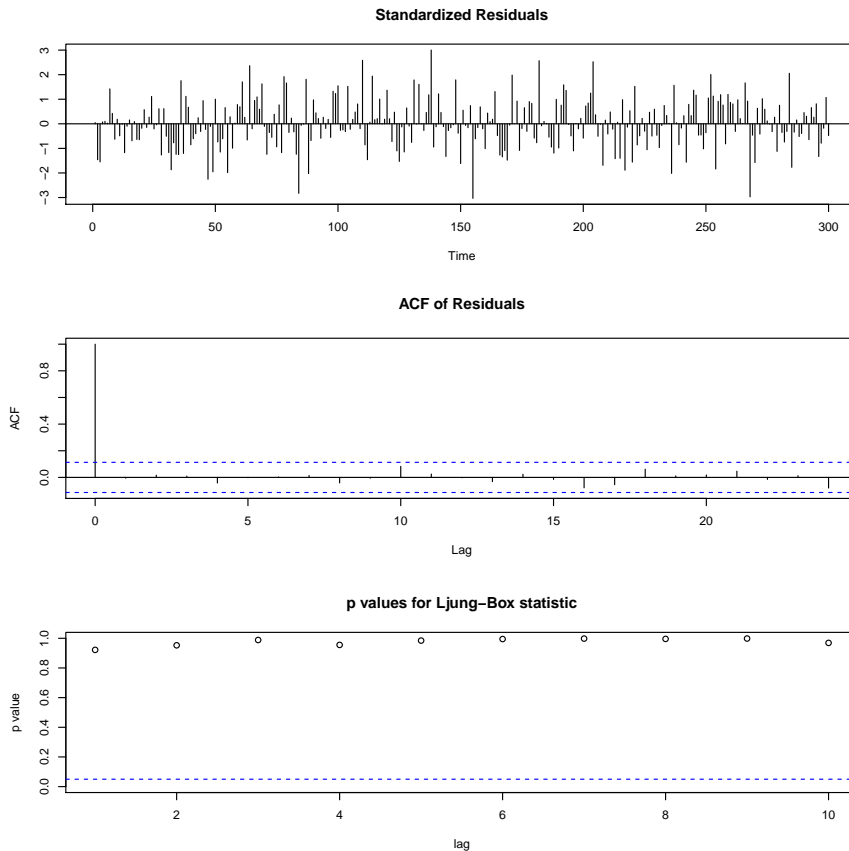 Standardized Residuals
3
2
1
0
−1
−2
−3
0 50 100 150 200 250 300
Time
ACF of Residuals
ACF
0.8
0.4
0.0
0 5 10 15 20
Lag
p values for Ljung−Box statistic
p value
1.0
0.8
0.6
0.4
0.2
0.0
2 4 6 8 10
lag